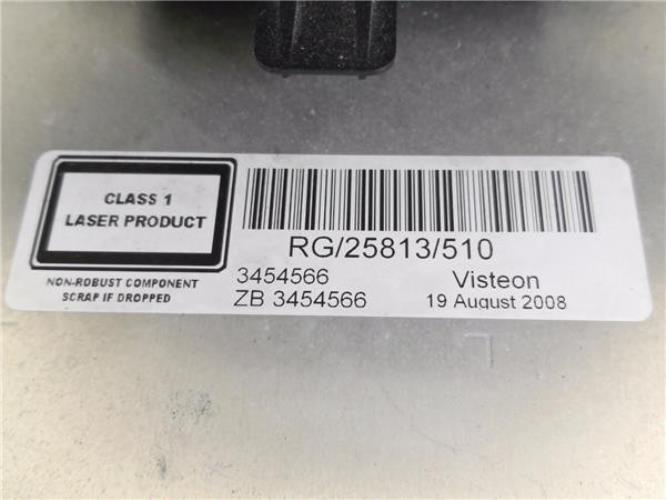 CLASS 1
LASER PRODUCT
NON-ROBUST COMPONENT
SCRAP IF DROPPED
RG/25813/510
3454566 Visteon
ZB 3454566 19 August 2008